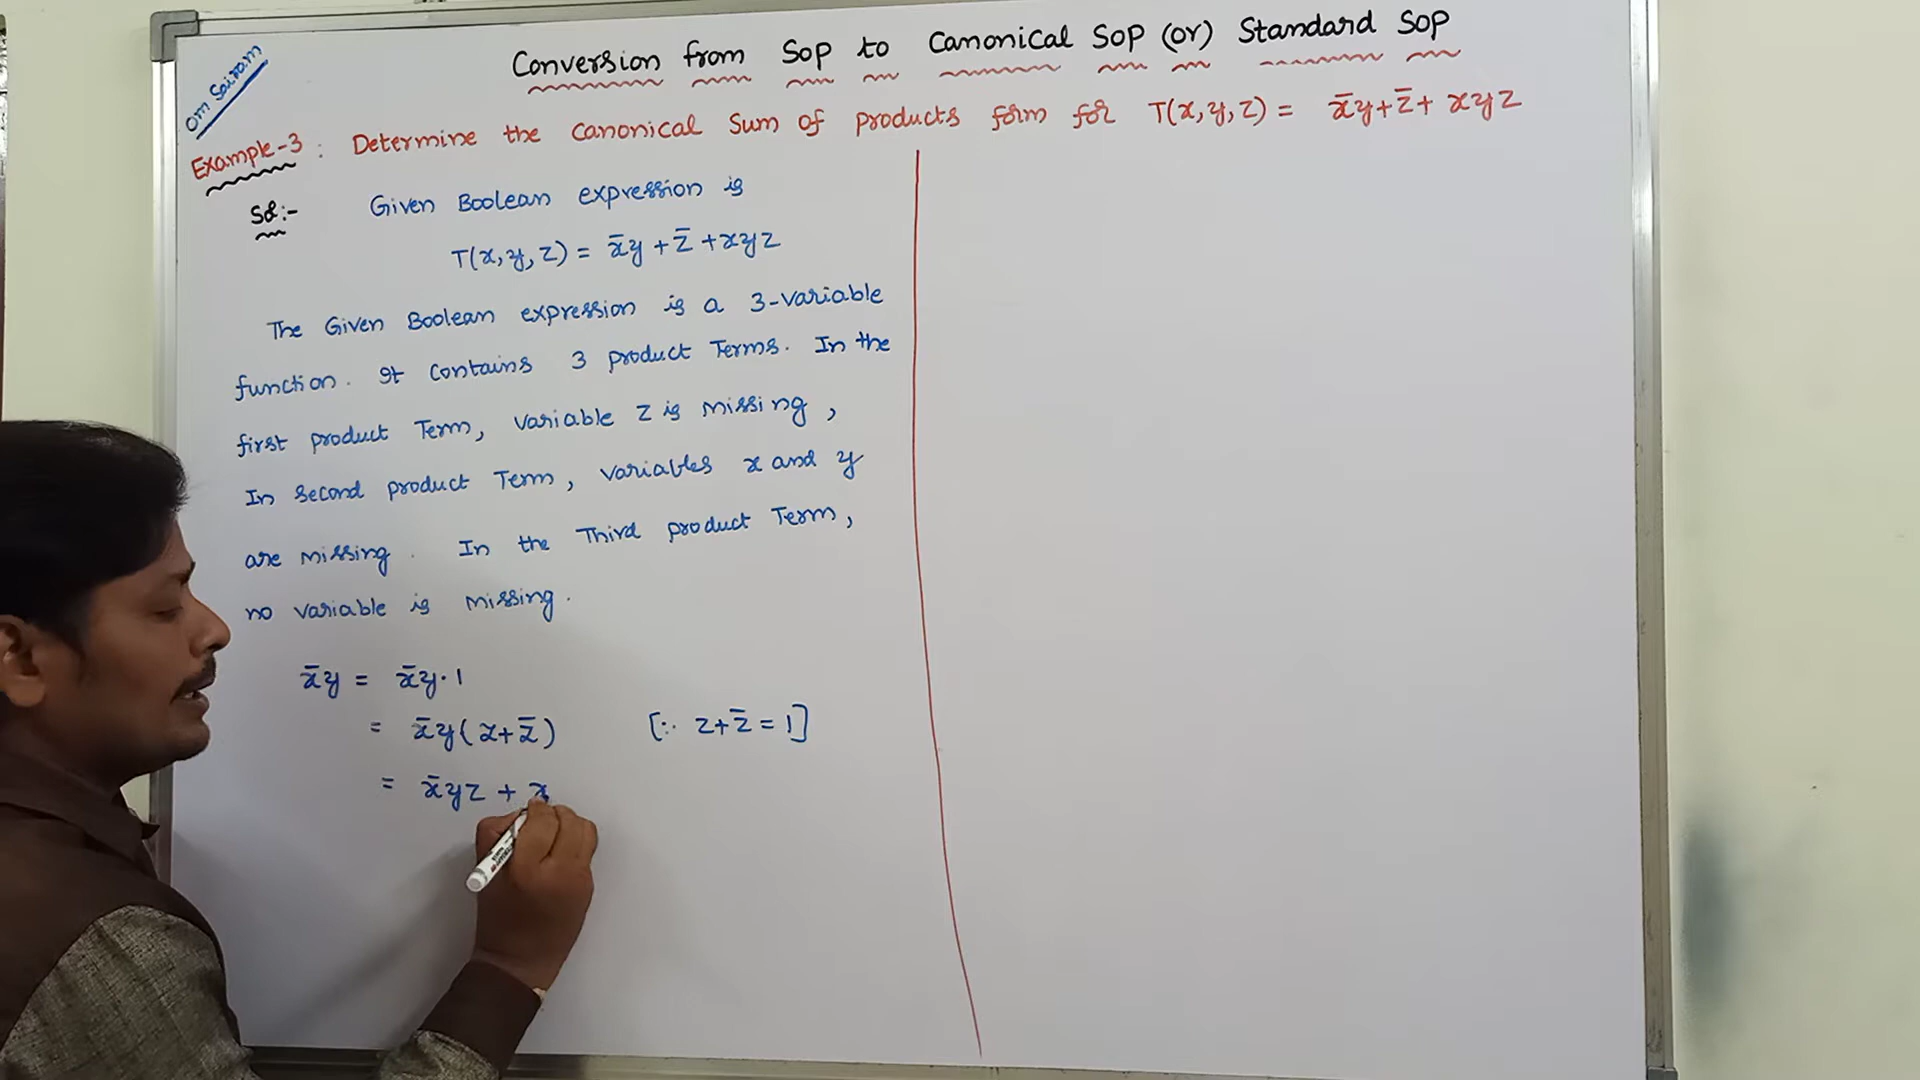 Om Sairam
Conversion from SOP to Canonical SOP (or) Standard SOP
Example-3 : Determine the Canonical Sum of products form for T(x,y,z) = x̄y+z̄+xyz
Sol:- Given Boolean expression is
T(x,y,z) = x̄y+z̄+xyz
The Given Boolean expression is a 3-variable
function. It contains 3 product Terms. In the
first product Term, variable z is missing,
In second product Term, variables x and y
are missing. In the Third product Term,
no variable is missing.
x̄y = x̄y·1
= x̄y(z+z̄) [∵ z+z̄=1]
= x̄yz + x